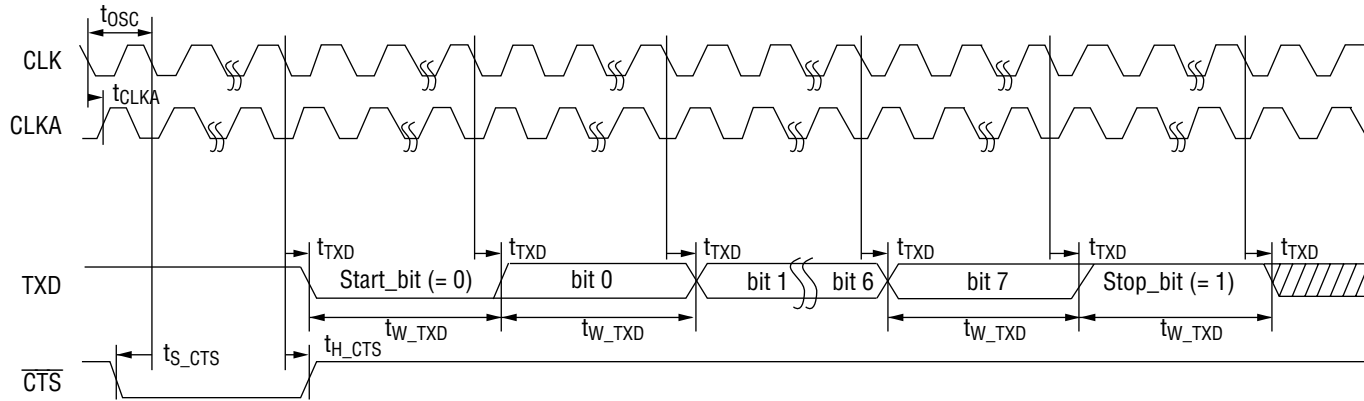 tOSC
CLK
tCLKA
CLKA
tTXD tTXD tTXD tTXD tTXD tTXD
TXD Start_bit (= 0) bit 0 bit 1 bit 6 bit 7 Stop_bit (= 1)
tW_TXD tW_TXD tW_TXD tW_TXD
tS_CTS tH_CTS
CTS